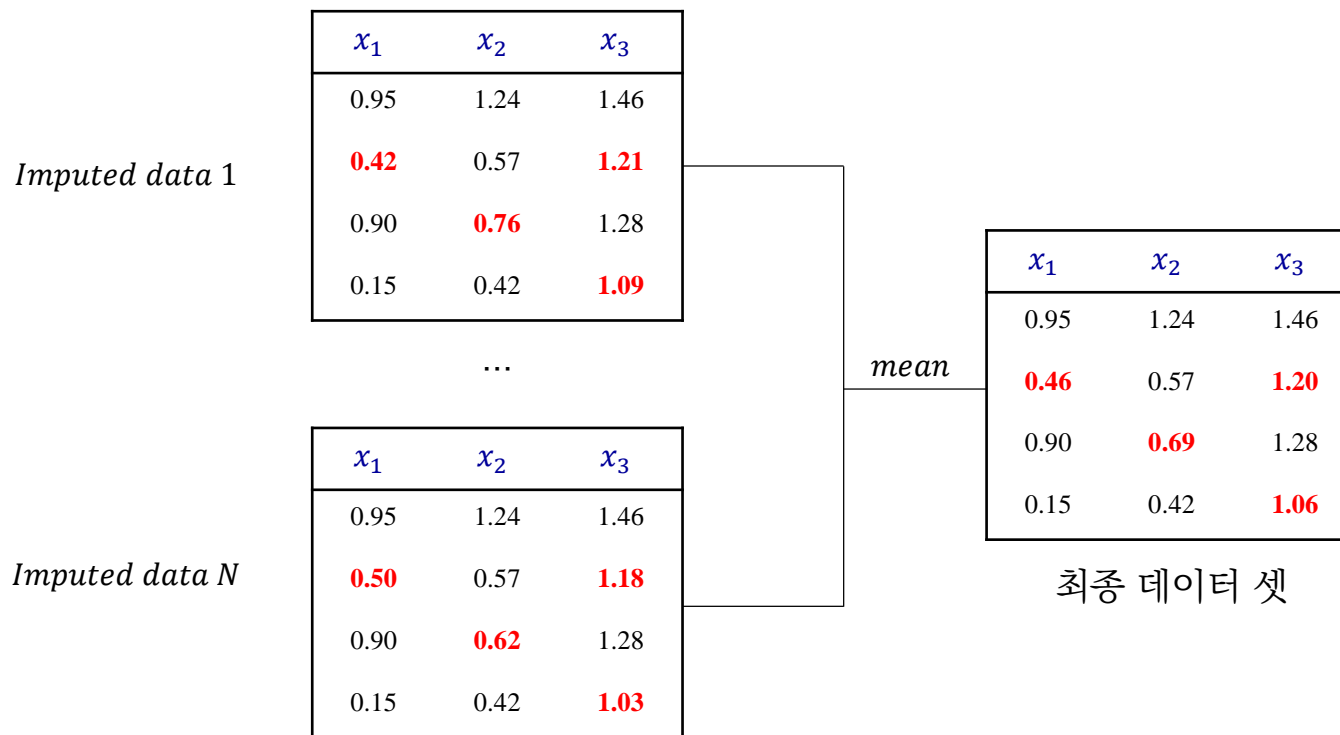 x₁ x₂ x₃
0.95 1.24 1.46
Imputed data 1
0.42 0.57 1.21
0.90 0.76 1.28
0.15 0.42 1.09
...
x₁ x₂ x₃
0.95 1.24 1.46
Imputed data N
0.50 0.57 1.18
0.90 0.62 1.28
0.15 0.42 1.03
mean
x₁ x₂ x₃
0.95 1.24 1.46
0.46 0.57 1.20
0.90 0.69 1.28
0.15 0.42 1.06
최종 데이터 셋